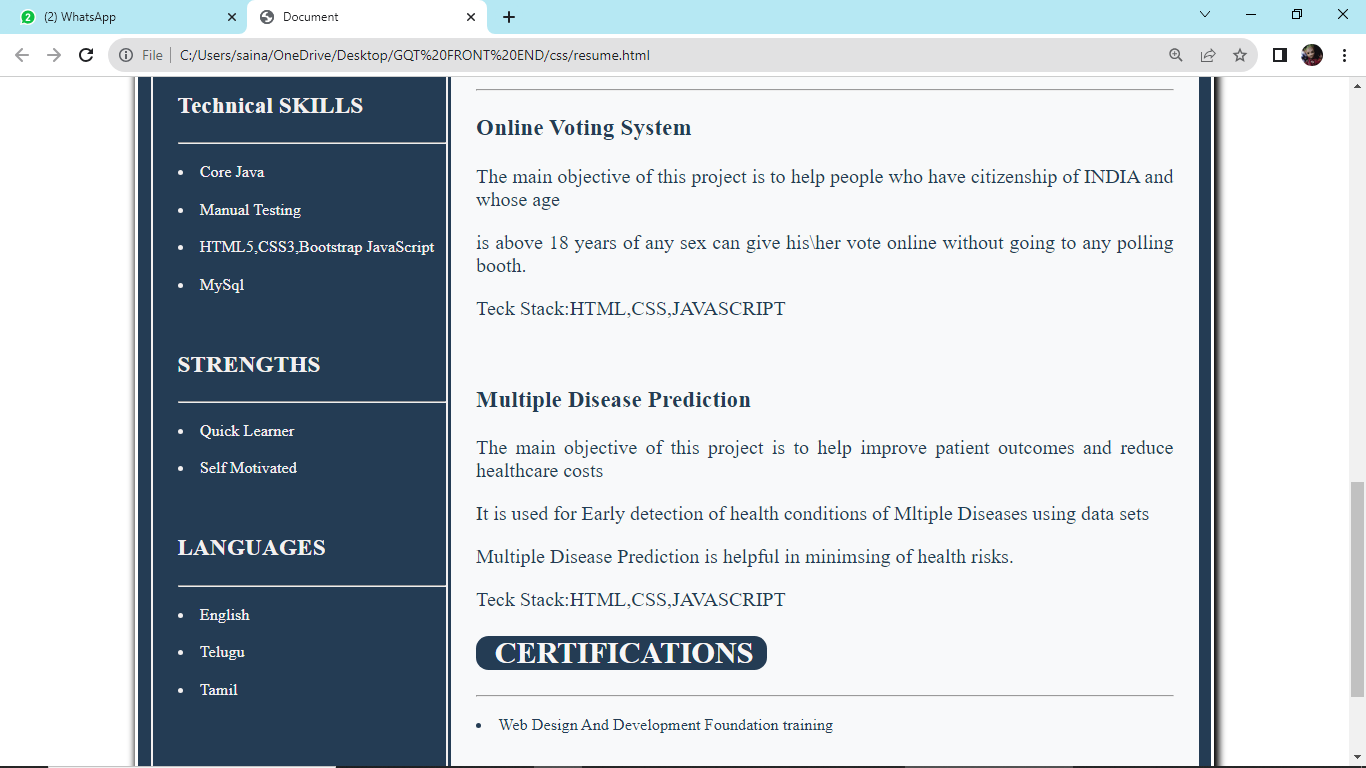 (2) WhatsApp
Document
File
C:/Users/saina/OneDrive/Desktop/GQT%20FRONT%20END/css/resume.html
Technical SKILLS
Core Java
Manual Testing
HTML5,CSS3,Bootstrap JavaScript
MySql
STRENGTHS
Quick Learner
Self Motivated
LANGUAGES
English
Telugu
Tamil
Online Voting System
The main objective of this project is to help people who have citizenship of INDIA and
whose age
is above 18 years of any sex can give his\her vote online without going to any polling
booth.
Teck Stack:HTML,CSS,JAVASCRIPT
Multiple Disease Prediction
The main objective of this project is to help improve patient outcomes and reduce
healthcare costs
It is used for Early detection of health conditions of Mltiple Diseases using data sets
Multiple Disease Prediction is helpful in minimsing of health risks.
Teck Stack:HTML,CSS,JAVASCRIPT
CERTIFICATIONS
Web Design And Development Foundation training